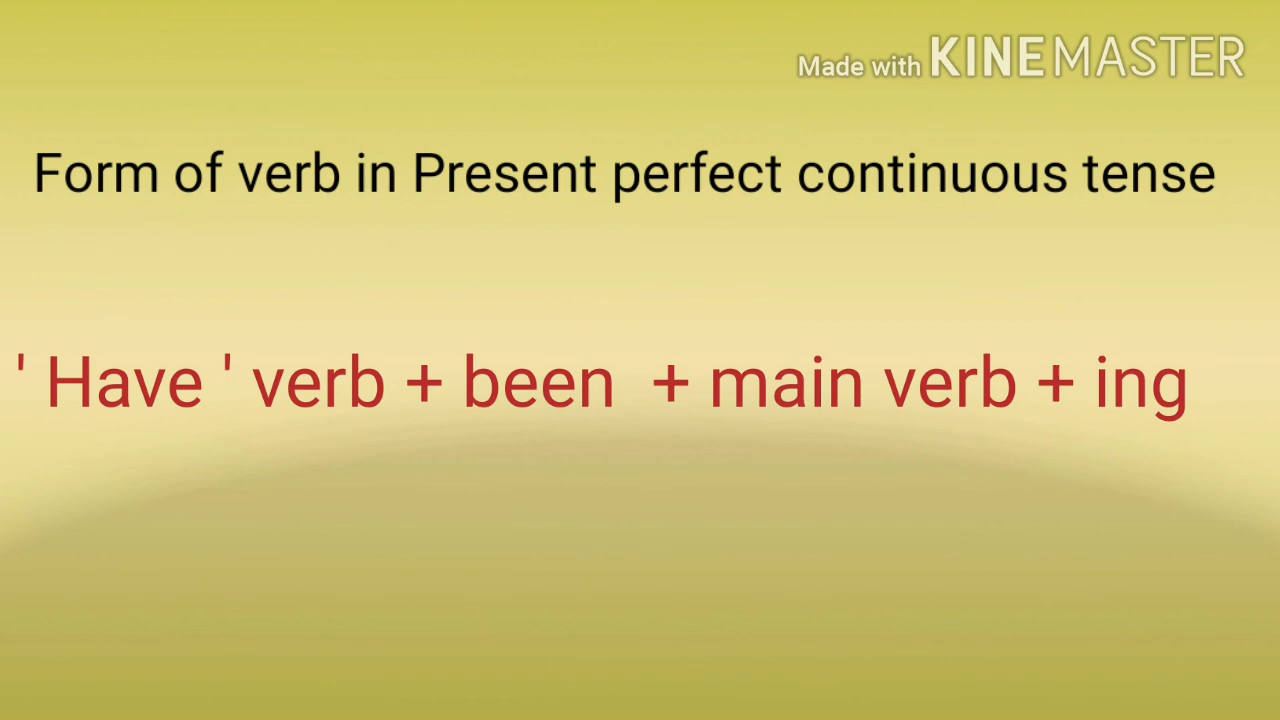 Made with KINEMASTER
Form of verb in Present perfect continuous tense
' Have ' verb + been + main verb + ing